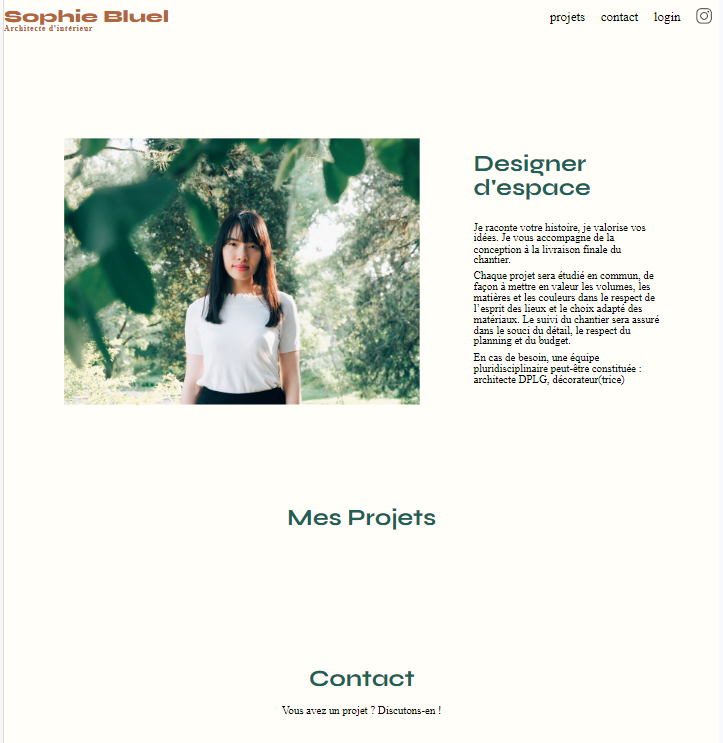 Sophie Bluel
Architecte d'intérieur
projets contact login
Designer
d'espace
Je raconte votre histoire, je valorise vos
idées. Je vous accompagne de la
conception à la livraison finale du
chantier.
Chaque projet sera étudié en commun, de
façon à mettre en valeur les volumes, les
matières et les couleurs dans le respect de
l'esprit des lieux et le choix adapté des
matériaux. Le suivi du chantier sera assuré
dans le souci du détail, le respect du
planning et du budget.
En cas de besoin, une équipe
pluridisciplinaire peut-être constituée :
architecte DPLG, décorateur(trice)
Mes Projets
Contact
Vous avez un projet ? Discutons-en !